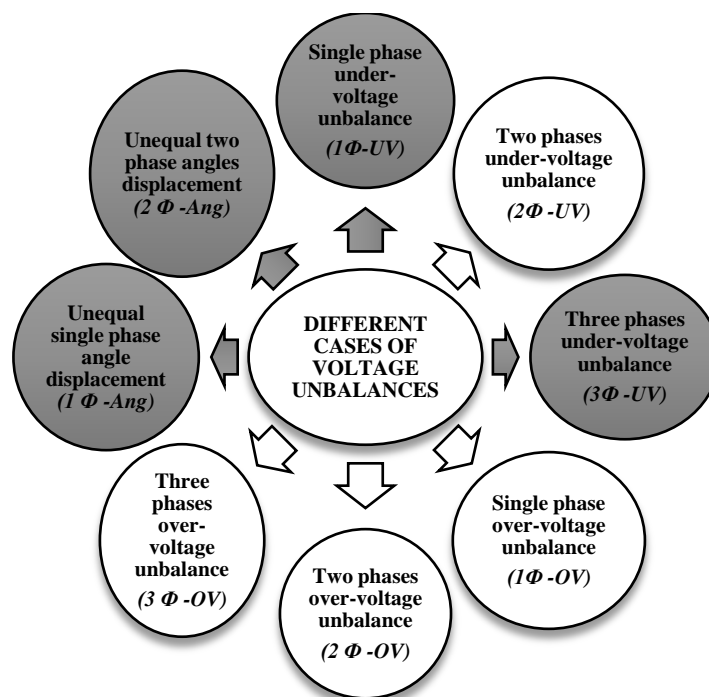 Single phase
under-
voltage
unbalance
(1Φ-UV)
Two phases
under-voltage
unbalance
(2Φ-UV)
Three phases
under-voltage
unbalance
(3Φ-UV)
Single phase
over-voltage
unbalance
(1Φ-OV)
Two phases
over-voltage
unbalance
(2 Φ -OV)
Three
phases
over-
voltage
unbalance
(3 Φ -OV)
Unequal
single phase
angle
displacement
(1 Φ -Ang)
Unequal two
phase angles
displacement
(2 Φ -Ang)
DIFFERENT
CASES OF
VOLTAGE
UNBALANCES